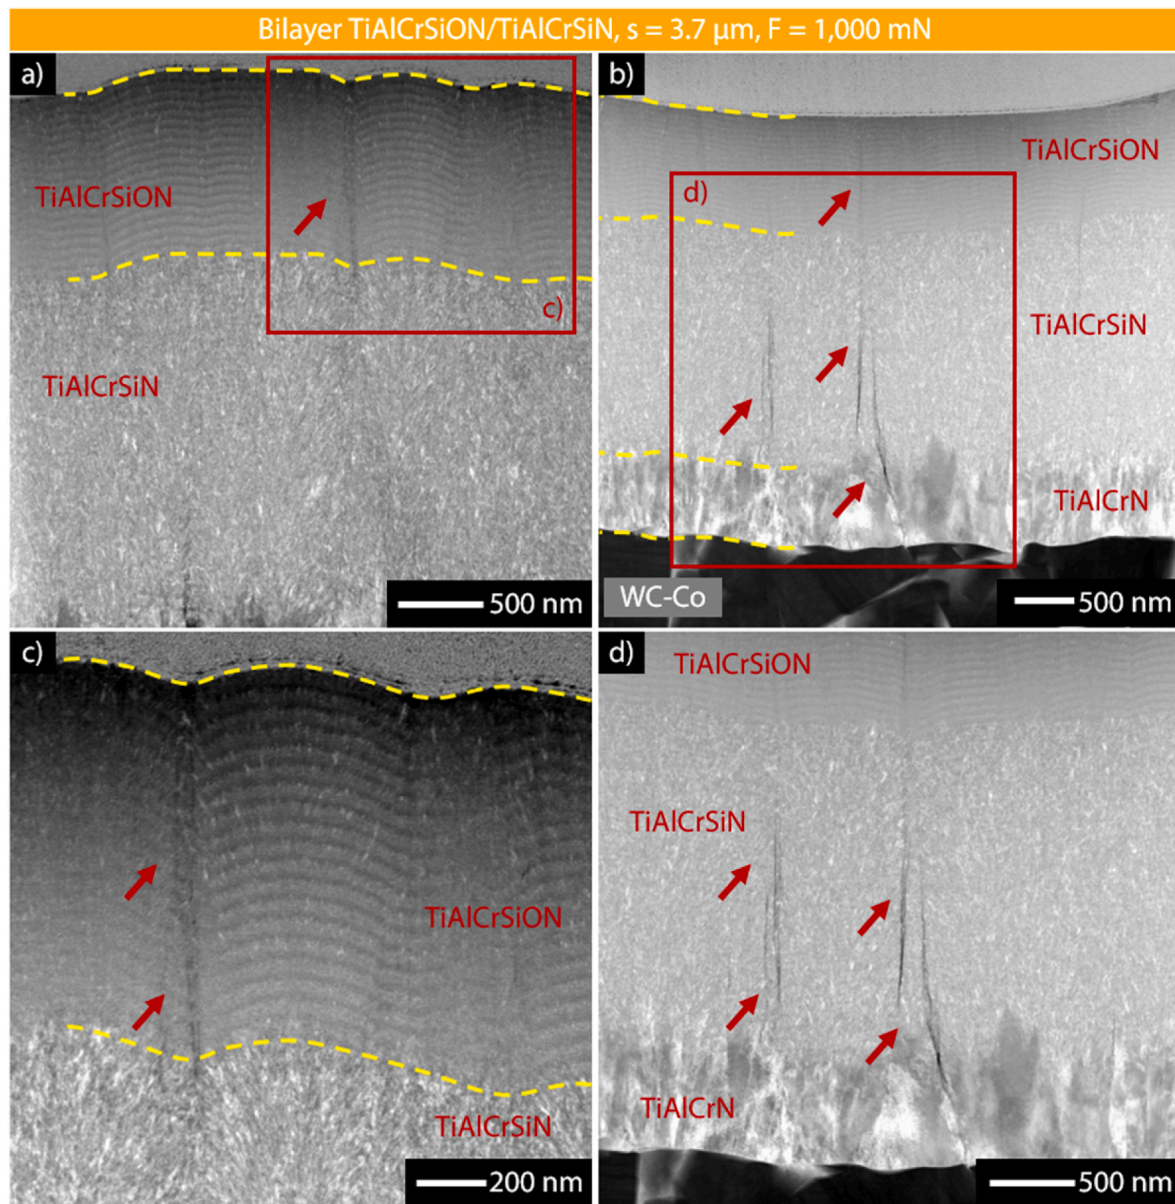 Bilayer TiAlCrSiON/TiAlCrSiN, s = 3.7 µm, F = 1,000 mN
a)
TiAlCrSiON
c)
TiAlCrSiN
500 nm
b)
TiAlCrSiON
d)
TiAlCrSiN
TiAlCrN
WC-Co
500 nm
c)
TiAlCrSiON
TiAlCrSiN
200 nm
d)
TiAlCrSiON
TiAlCrSiN
TiAlCrN
500 nm